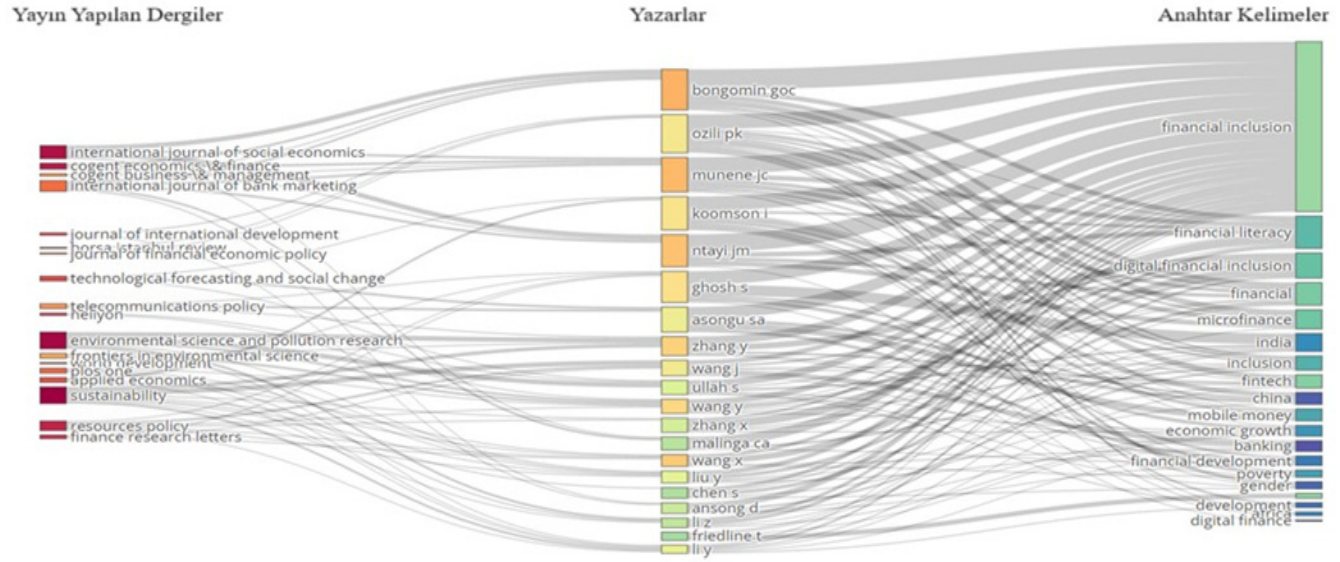 Yayın Yapılan Dergiler
Yazarlar
Anahtar Kelimeler
international journal of social economics
cogent economics \& finance
cogent business \& management
international journal of bank marketing
journal of international development
borsa istanbul review
journal of financial economic policy
technological forecasting and social change
telecommunications policy
heliyon
environmental science and pollution research
frontiers in environmental science
world development
plos one
applied economics
sustainability
resources policy
finance research letters
bongomin goc
ozili pk
munene jc
koomson i
ntayi jm
ghosh s
asongu sa
zhang y
wang j
ullah s
wang y
zhang x
malinga ca
wang x
liu y
chen s
ansong d
li z
friedline t
li y
financial inclusion
financial literacy
digital financial inclusion
financial
microfinance
india
inclusion
fintech
china
mobile money
economic growth
banking
financial development
poverty
gender
development
africa
digital finance